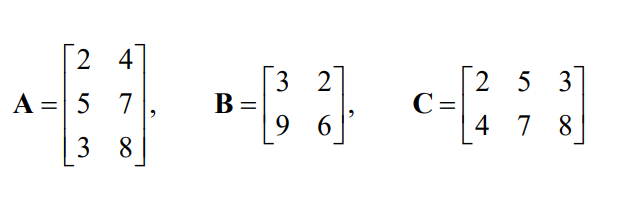 A = [2 4; 5 7; 3 8], B = [3 2; 9 6], C = [2 5 3; 4 7 8]